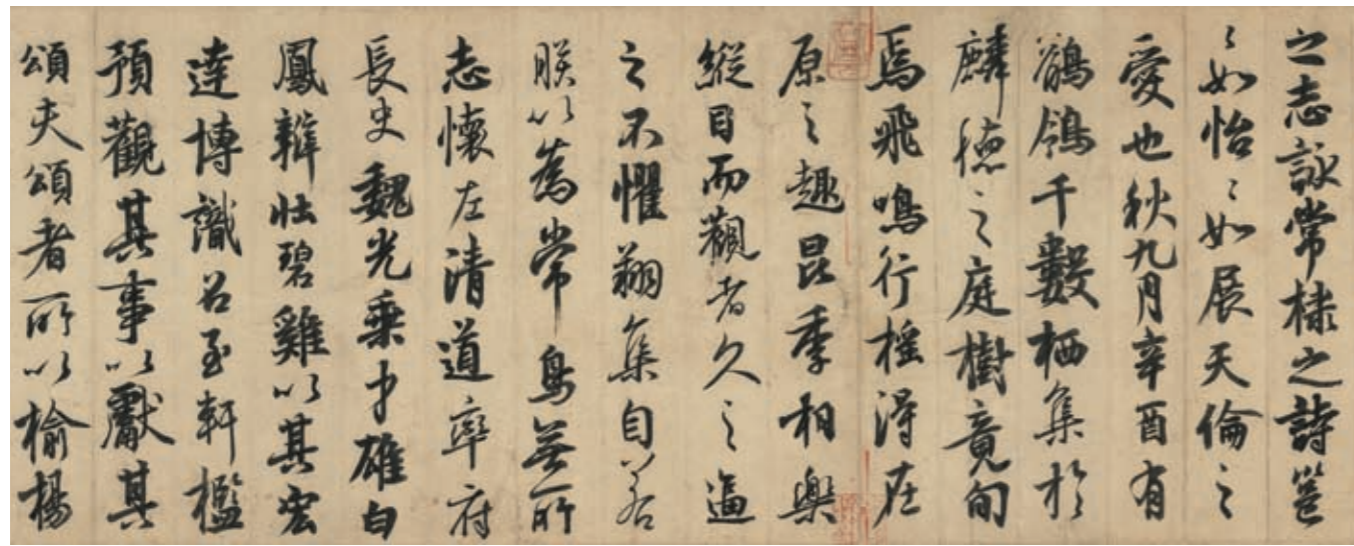 之志詠常棣之詩邕
〻如怡〻如展天倫之
愛也秋九月辛酉有
鶺鴒千數栖集於
麟德之庭樹竟旬
焉飛鳴行搖得在
原之趣昆季相樂
縱目而觀者久之逼
之不懼翔集自若
朕以為常鳥無所
志懷左清道率府
長史魏光乘才雄白
鳳辯壯碧雞以其宏
達博識召至軒檻
預觀其事以獻其
頌夫頌者所以揄揚